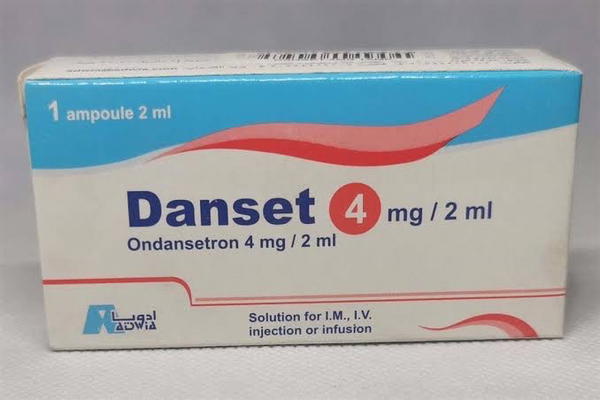 1 ampoule 2 ml
Danset 4 mg / 2 ml
Ondansetron 4 mg / 2 ml
ادويا
ADWIA
Solution for I.M., I.V.
injection or infusion